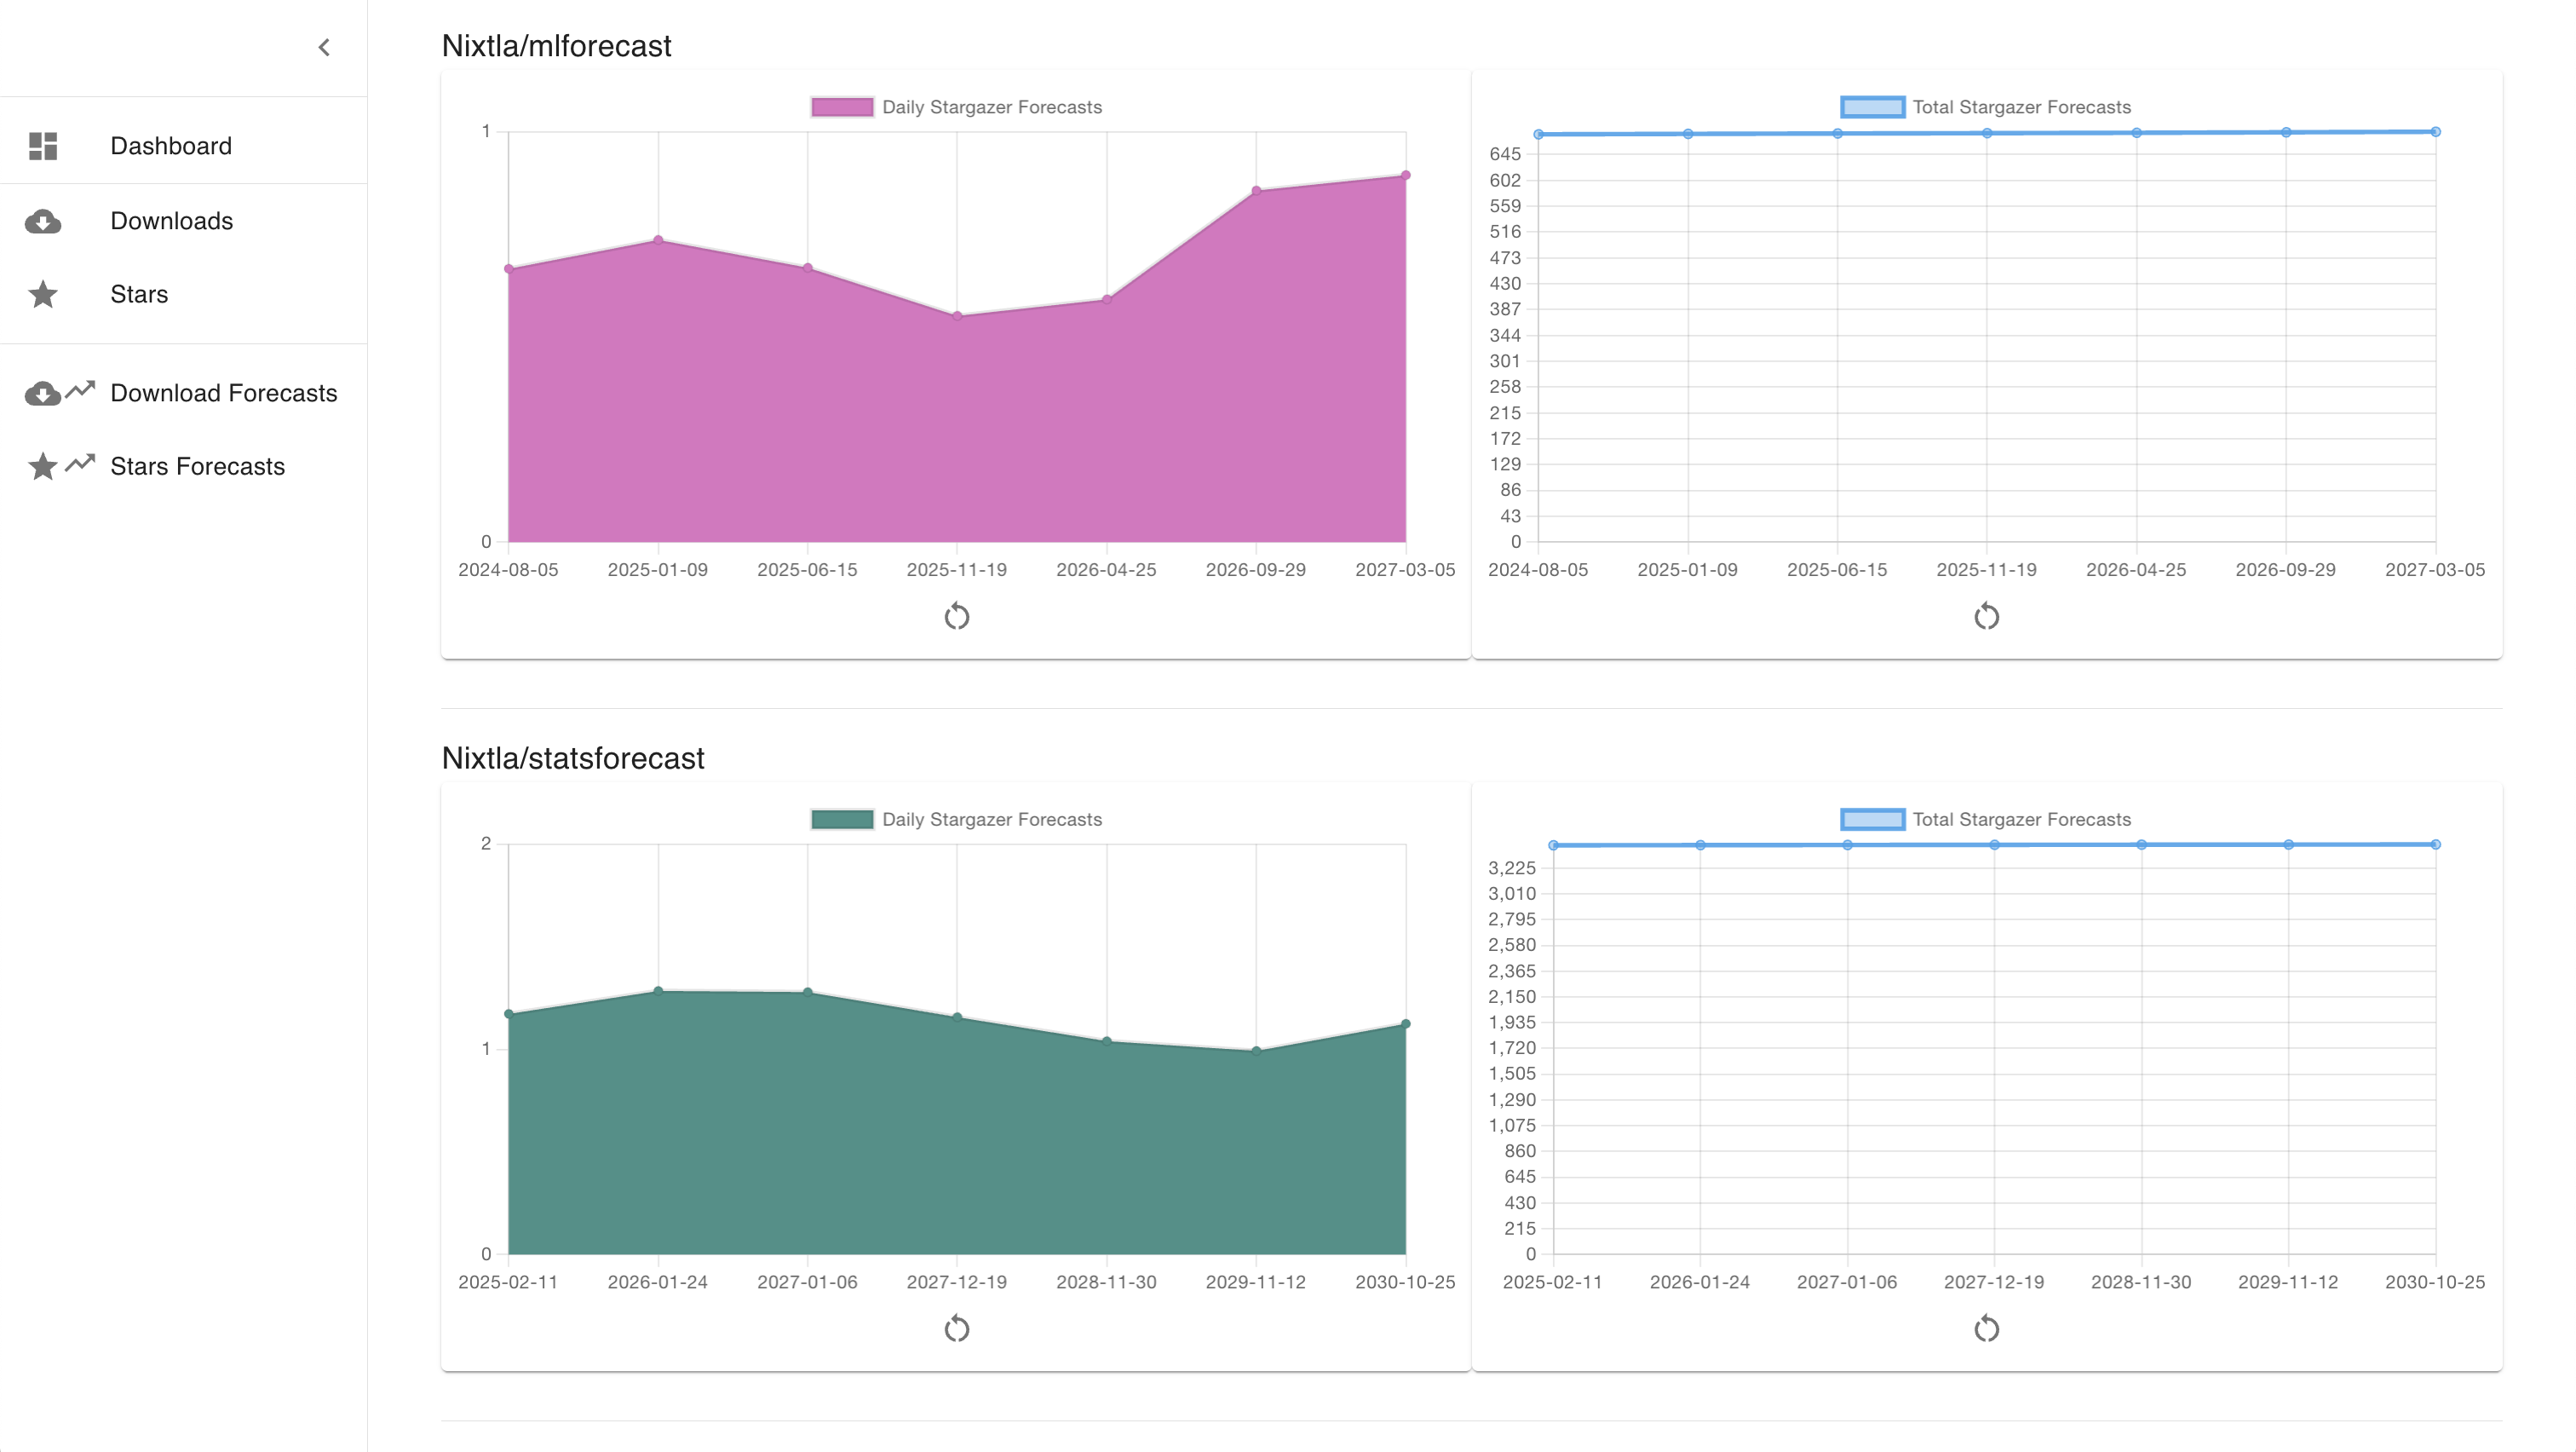 Dashboard
Downloads
Stars
Download Forecasts
Stars Forecasts
Nixtla/mlforecast
Daily Stargazer Forecasts
1
0
2024-08-05 2025-01-09 2025-06-15 2025-11-19 2026-04-25 2026-09-29 2027-03-05
Total Stargazer Forecasts
645
602
559
516
473
430
387
344
301
258
215
172
129
86
43
0
2024-08-05 2025-01-09 2025-06-15 2025-11-19 2026-04-25 2026-09-29 2027-03-05
Nixtla/statsforecast
Daily Stargazer Forecasts
2
1
0
2025-02-11 2026-01-24 2027-01-06 2027-12-19 2028-11-30 2029-11-12 2030-10-25
Total Stargazer Forecasts
3,225
3,010
2,795
2,580
2,365
2,150
1,935
1,720
1,505
1,290
1,075
860
645
430
215
0
2025-02-11 2026-01-24 2027-01-06 2027-12-19 2028-11-30 2029-11-12 2030-10-25